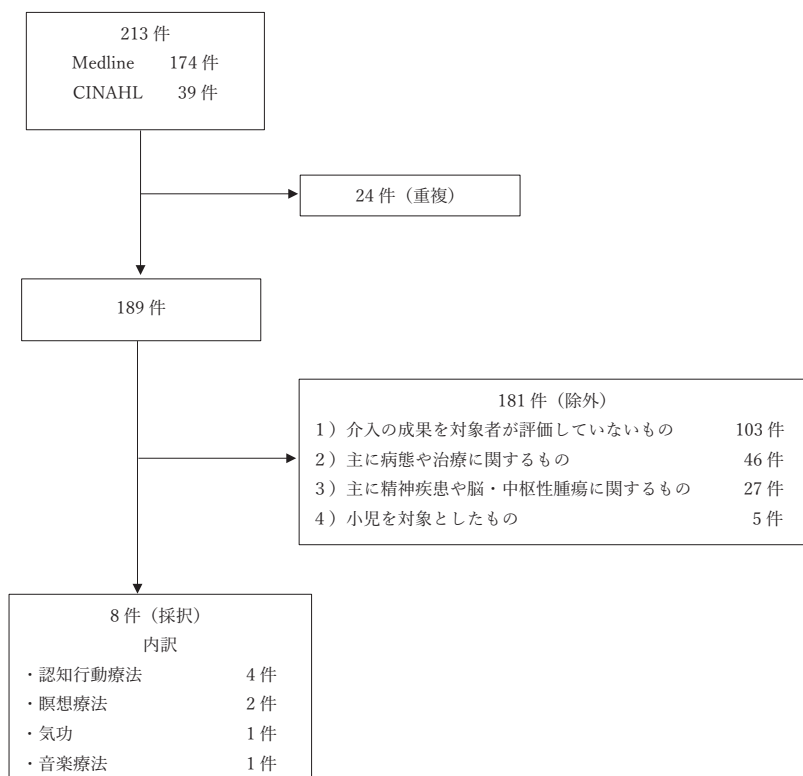 213 件
Medline 174 件
CINAHL 39 件
24 件（重複）
189 件
181 件（除外）
1）介入の成果を対象者が評価していないもの 103 件
2）主に病態や治療に関するもの 46 件
3）主に精神疾患や脳・中枢性腫瘍に関するもの 27 件
4）小児を対象としたもの 5 件
8 件（採択）
内訳
・認知行動療法 4 件
・瞑想療法 2 件
・気功 1 件
・音楽療法 1 件